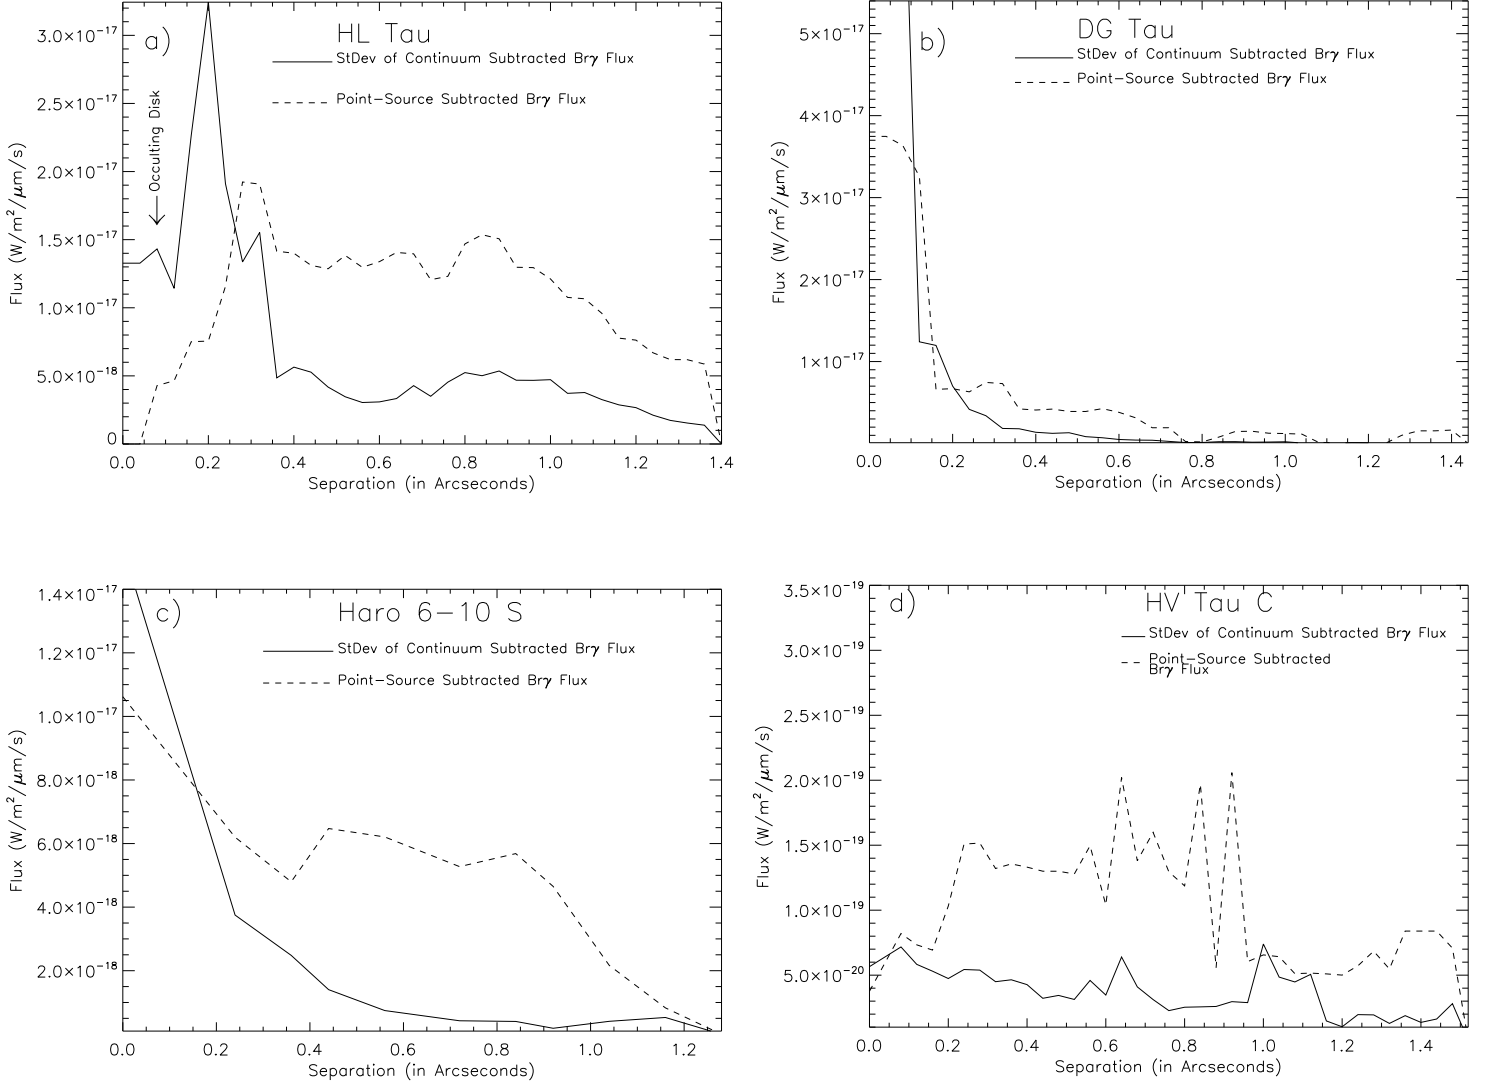 a)
HL Tau
StDev of Continuum Subtracted Brγ Flux
Point-Source Subtracted Brγ Flux
Occulting Disk
Flux (W/m²/μm/s)
3.0×10⁻¹⁷
2.5×10⁻¹⁷
2.0×10⁻¹⁷
1.5×10⁻¹⁷
1.0×10⁻¹⁷
5.0×10⁻¹⁸
0
0.0 0.2 0.4 0.6 0.8 1.0 1.2 1.4
Separation (in Arcseconds)
b)
DG Tau
StDev of Continuum Subtracted Brγ Flux
Point-Source Subtracted Brγ Flux
Flux (W/m²/μm/s)
5×10⁻¹⁷
4×10⁻¹⁷
3×10⁻¹⁷
2×10⁻¹⁷
1×10⁻¹⁷
0.0 0.2 0.4 0.6 0.8 1.0 1.2 1.4
Separation (in Arcseconds)
c)
Haro 6-10 S
StDev of Continuum Subtracted Brγ Flux
Point-Source Subtracted Brγ Flux
Flux (W/m²/μm/s)
1.4×10⁻¹⁷
1.2×10⁻¹⁷
1.0×10⁻¹⁷
8.0×10⁻¹⁸
6.0×10⁻¹⁸
4.0×10⁻¹⁸
2.0×10⁻¹⁸
0.0 0.2 0.4 0.6 0.8 1.0 1.2
Separation (in Arcseconds)
d)
HV Tau C
StDev of Continuum Subtracted Brγ Flux
Point-Source Subtracted
Brγ Flux
Flux (W/m²/μm/s)
3.5×10⁻¹⁹
3.0×10⁻¹⁹
2.5×10⁻¹⁹
2.0×10⁻¹⁹
1.5×10⁻¹⁹
1.0×10⁻¹⁹
5.0×10⁻²⁰
0.0 0.2 0.4 0.6 0.8 1.0 1.2 1.4
Separation (in Arcseconds)